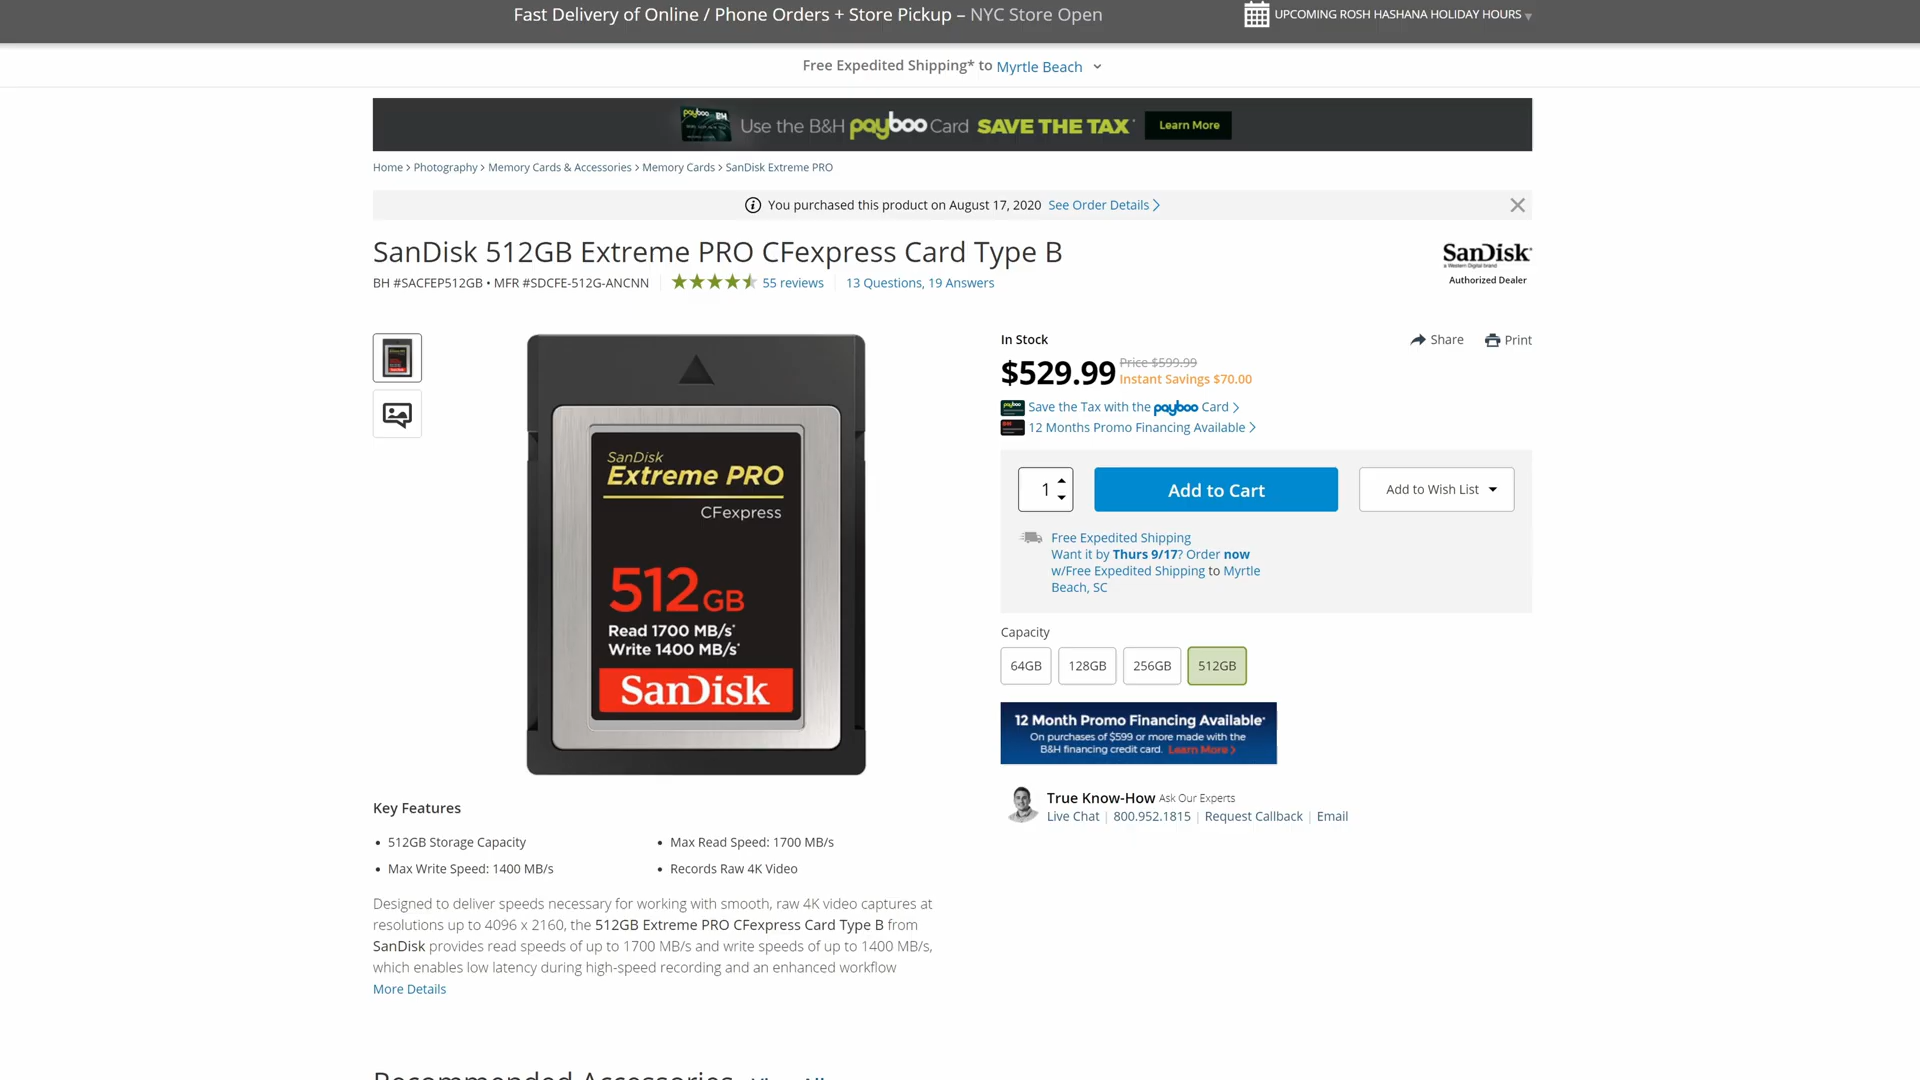 Fast Delivery of Online / Phone Orders + Store Pickup – NYC Store Open
UPCOMING ROSH HASHANA HOLIDAY HOURS
Free Expedited Shipping* to Myrtle Beach
payboo BH
Use the B&H payboo Card SAVE THE TAX*
Learn More
Home > Photography > Memory Cards & Accessories > Memory Cards > SanDisk Extreme PRO
You purchased this product on August 17, 2020 See Order Details >
SanDisk 512GB Extreme PRO CFexpress Card Type B
BH #SACFEP512GB • MFR #SDCFE-512G-ANCNN
55 reviews
13 Questions, 19 Answers
SanDisk®
a Western Digital brand
Authorized Dealer
SanDisk
Extreme PRO
CFexpress
512 GB
Read 1700 MB/s*
Write 1400 MB/s*
SanDisk
In Stock
Share
Print
$529.99
Price $599.99
Instant Savings $70.00
payboo
Save the Tax with the payboo Card >
12 Months Promo Financing Available >
1
Add to Cart
Add to Wish List
Free Expedited Shipping
Want it by Thurs 9/17? Order now
w/Free Expedited Shipping to Myrtle
Beach, SC
Capacity
64GB
128GB
256GB
512GB
12 Month Promo Financing Available*
On purchases of $599 or more made with the
B&H financing credit card. Learn More >
True Know-How Ask Our Experts
Live Chat | 800.952.1815 | Request Callback | Email
Key Features
• 512GB Storage Capacity
• Max Read Speed: 1700 MB/s
• Max Write Speed: 1400 MB/s
• Records Raw 4K Video
Designed to deliver speeds necessary for working with smooth, raw 4K video captures at
resolutions up to 4096 x 2160, the 512GB Extreme PRO CFexpress Card Type B from
SanDisk provides read speeds of up to 1700 MB/s and write speeds of up to 1400 MB/s,
which enables low latency during high-speed recording and an enhanced workflow
More Details
Recommended Accessories
View All